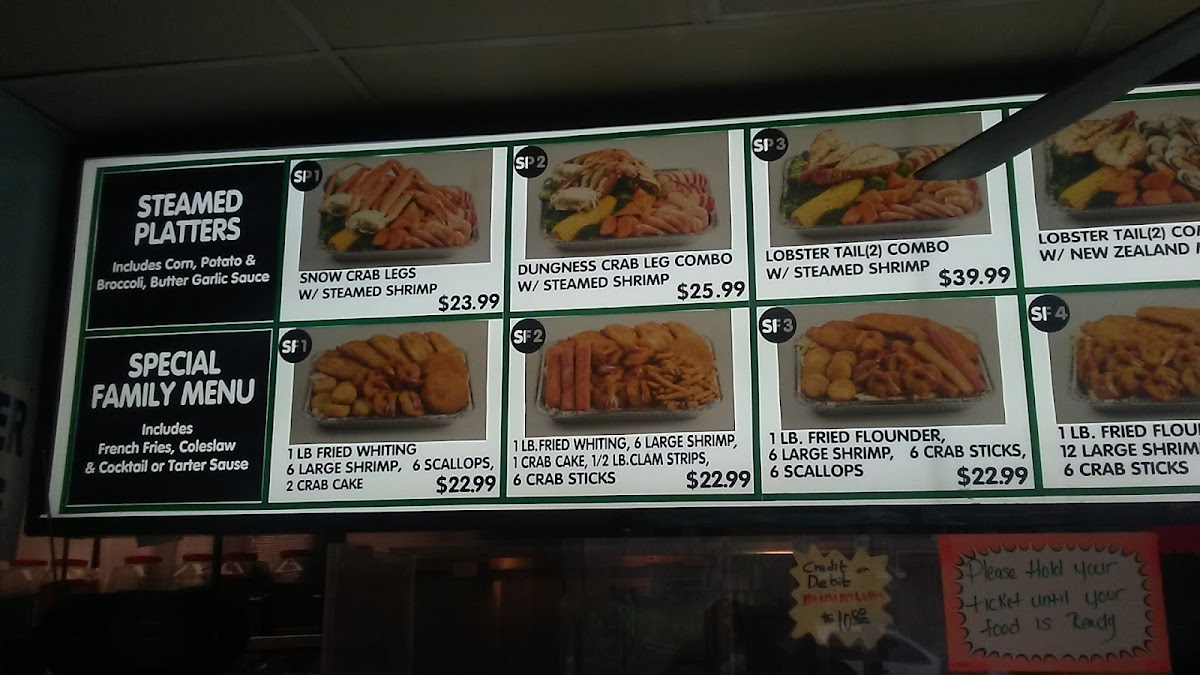 STEAMED
PLATTERS
Includes Corn, Potato &
Broccoli, Butter Garlic Sauce
SP1
SNOW CRAB LEGS
W/ STEAMED SHRIMP
$23.99
SP2
DUNGNESS CRAB LEG COMBO
W/ STEAMED SHRIMP
$25.99
SP3
LOBSTER TAIL(2) COMBO
W/ STEAMED SHRIMP
$39.99
LOBSTER TAIL(2)
W/ NEW ZEALAND
SPECIAL
FAMILY MENU
Includes
French Fries, Coleslaw
& Cocktail or Tarter Sause
SF1
1 LB FRIED WHITING
6 LARGE SHRIMP, 6 SCALLOPS,
2 CRAB CAKE
$22.99
SF2
1 LB. FRIED WHITING, 6 LARGE SHRIMP,
1 CRAB CAKE, 1/2 LB. CLAM STRIPS,
6 CRAB STICKS
$22.99
SF3
1 LB. FRIED FLOUNDER,
6 LARGE SHRIMP, 6 CRAB STICKS,
6 SCALLOPS
$22.99
SF4
1 LB. FRIED
12 LARGE
6 CRAB STICKS
Credit or
Debit
minimum
$10.00
Please Hold your
ticket until your
food is Ready